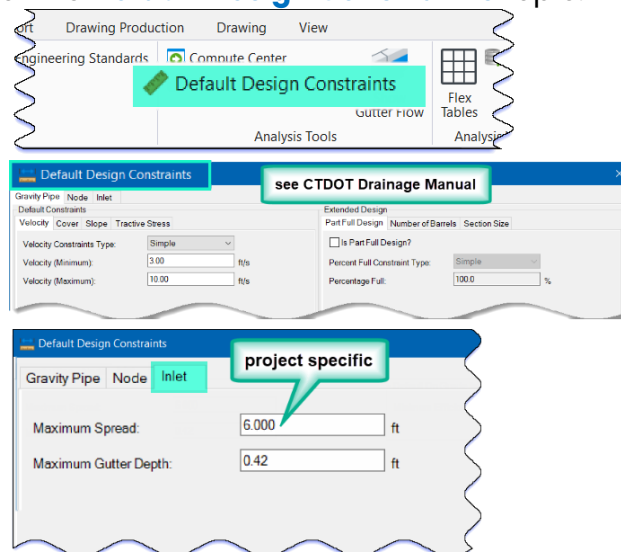 Drawing Production Drawing View
ngineering Standards Compute Center
Default Design Constraints
Gutter Flow
Flex
Tables
Analysis Tools
Analysis
Default Design Constraints
see CTDOT Drainage Manual
Gravity Pipe Node Inlet
Default Constraints Extended Design
Velocity Cover Slope Tractive Stress Part Full Design Number of Barrels Section Size
Velocity Constraints Type: Simple Is Part Full Design?
Velocity (Minimum): 3.00 ft/s Percent Full Constraint Type: Simple
Velocity (Maximum): 10.00 ft/s Percentage Full: 100.0 %
Default Design Constraints
project specific
Gravity Pipe Node Inlet
Maximum Spread: 6.000 ft
Maximum Gutter Depth: 0.42 ft